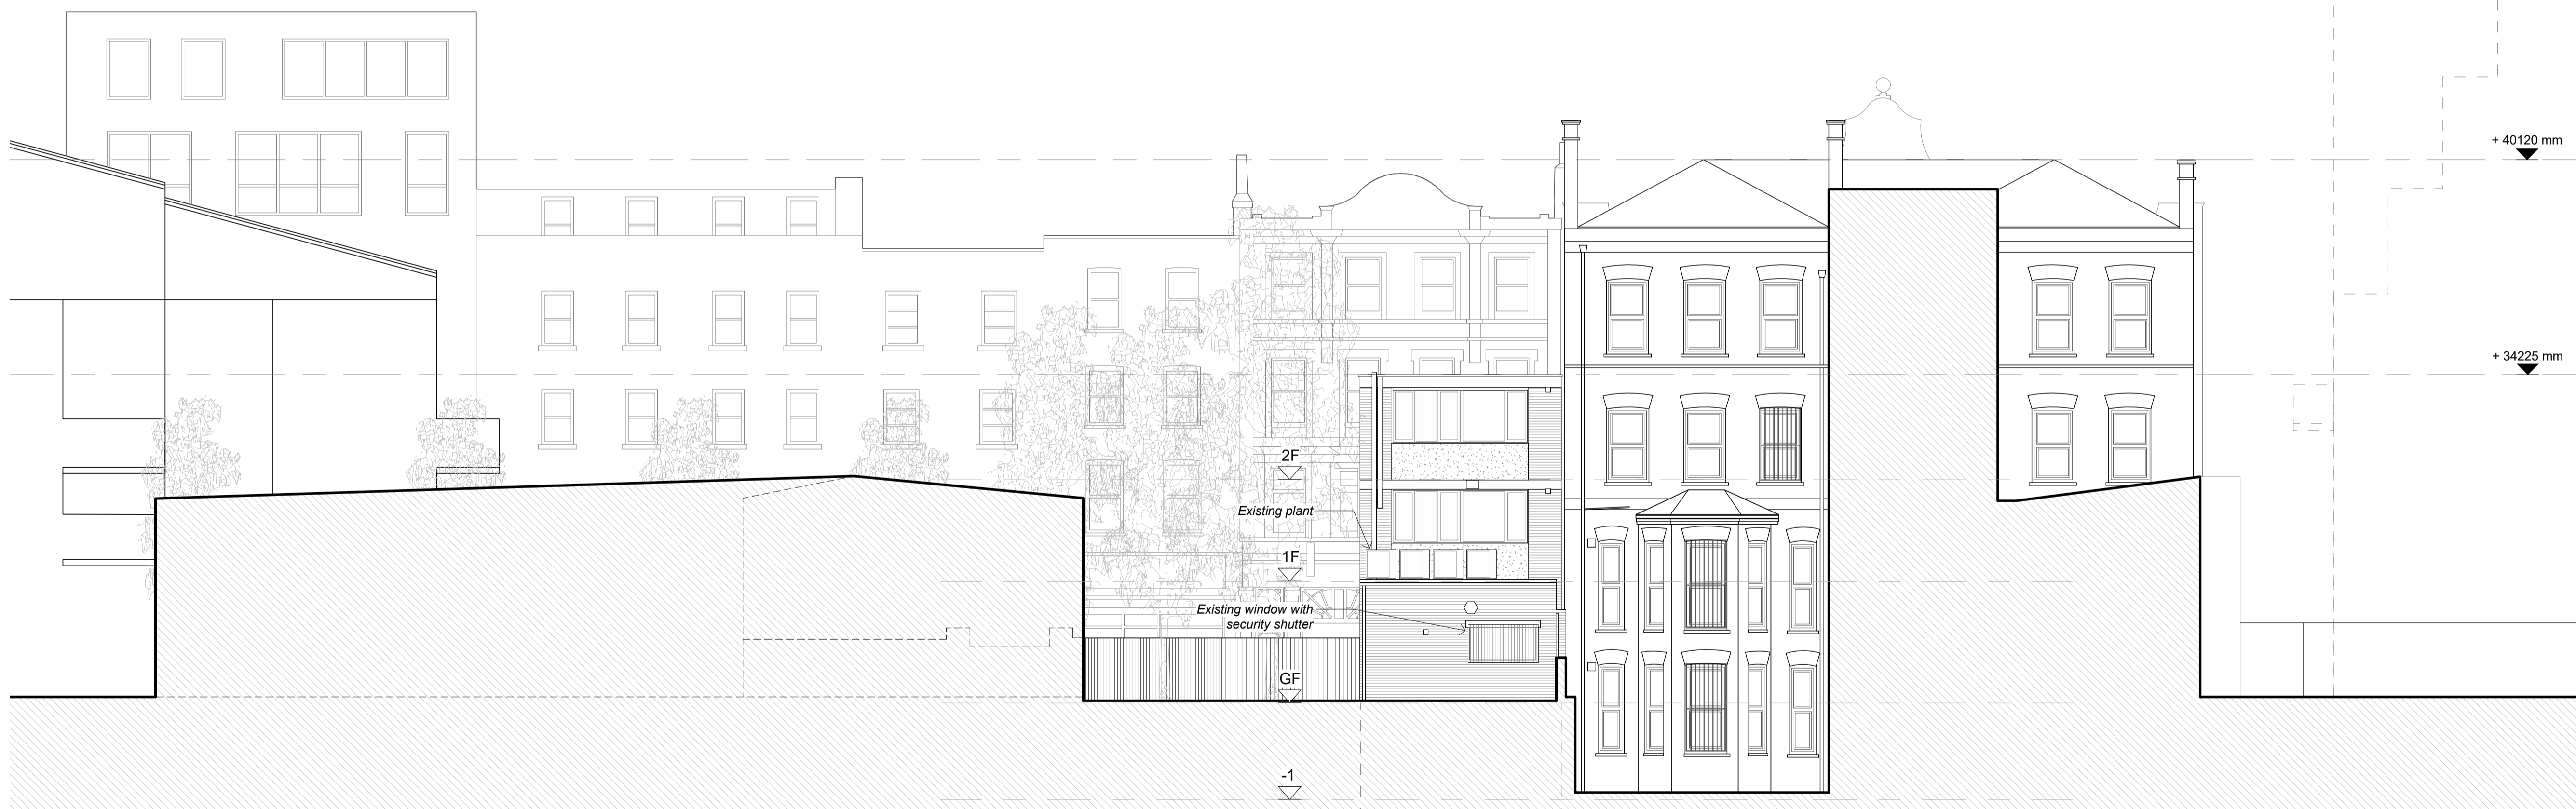 + 40120 mm
+ 34225 mm
2F
Existing plant
1F
Existing window with
security shutter
GF
-1